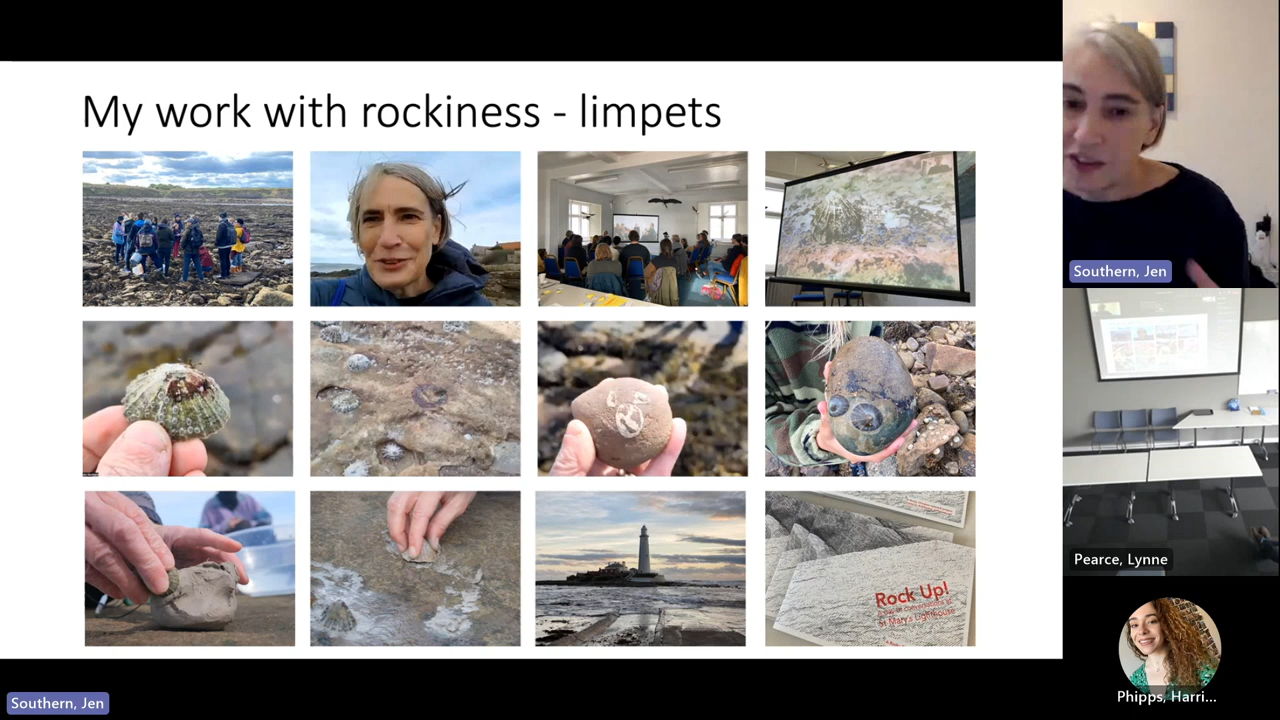 My work with rockiness - limpets
Rock Up!
St Mary's Lighthouse
Southern, Jen
Pearce, Lynne
Phipps, Harri...
Southern, Jen